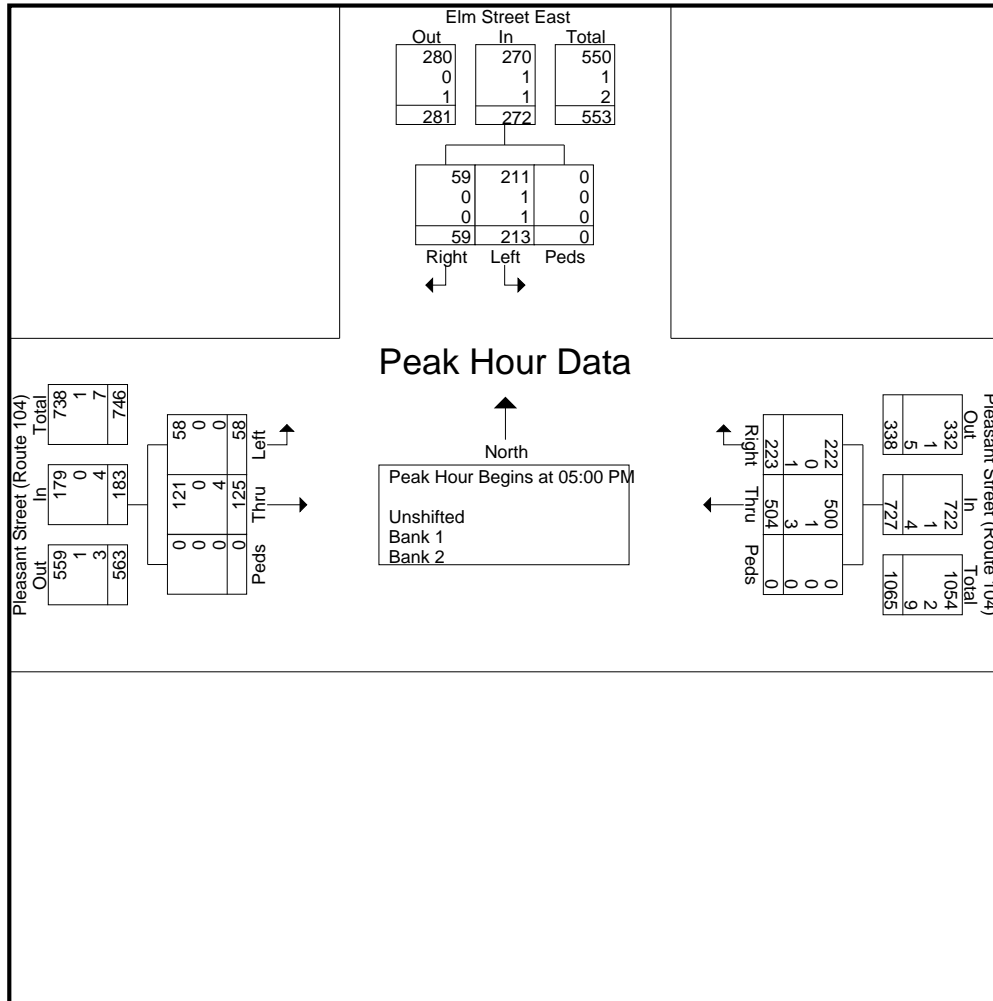 Elm Street East
Out In Total
280 270 550
0 1 1
1 1 2
281 272 553
59 211 0
0 1 0
0 1 0
59 213 0
Right Left Peds
Peak Hour Data
North
Peak Hour Begins at 05:00 PM
Unshifted
Bank 1
Bank 2
Pleasant Street (Route 104)
Out In Total
559 179 738
1 0 1
3 4 7
563 183 746
Peds Thru Left
0 121 58
0 0 0
0 4 0
0 125 58
Pleasant Street (Route 104)
Out In Total
332 722 1054
1 1 2
5 4 9
338 727 1065
Right Thru Peds
222 500 0
0 1 0
1 3 0
223 504 0